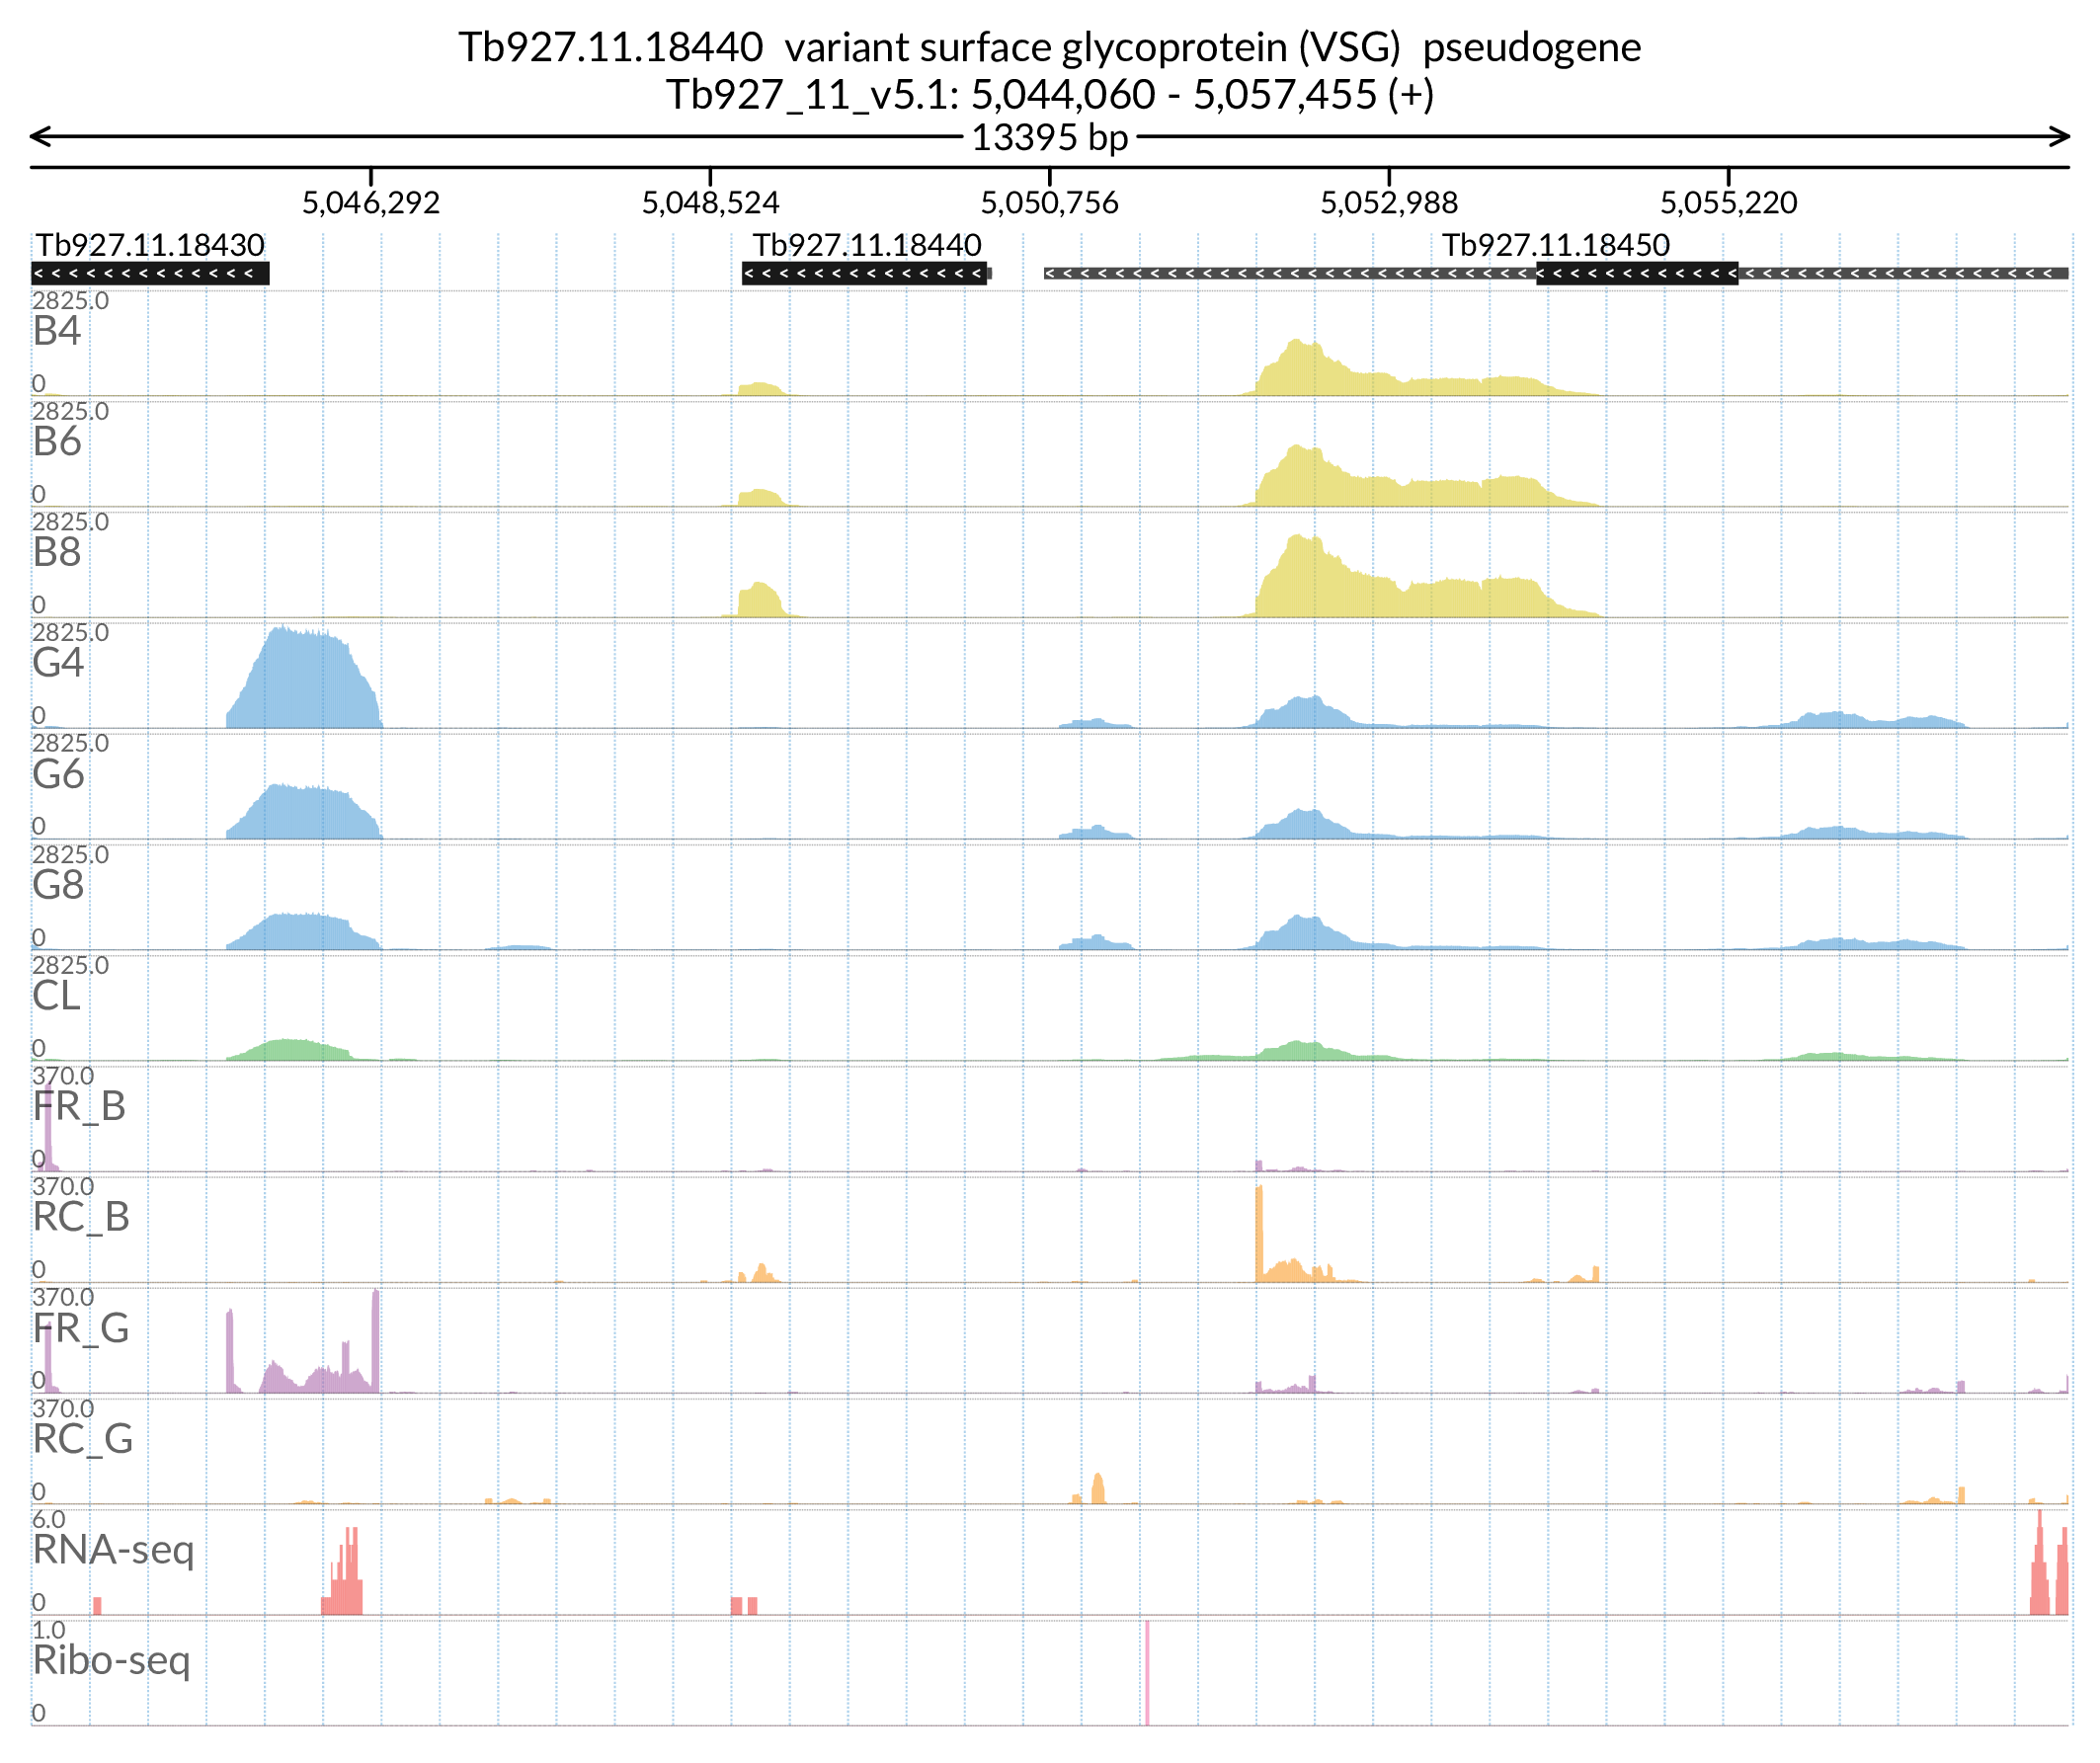 Tb927.11.18440  variant surface glycoprotein (VSG)  pseudogene
Tb927_11_v5.1: 5,044,060 - 5,057,455 (+)
13395 bp
5,046,292 5,048,524 5,050,756 5,052,988 5,055,220
Tb927.11.18430 Tb927.11.18440 Tb927.11.18450
2825.0
B4
0
2825.0
B6
0
2825.0
B8
0
2825.0
G4
0
2825.0
G6
0
2825.0
G8
0
2825.0
CL
0
370.0
FR_B
0
370.0
RC_B
0
370.0
FR_G
0
370.0
RC_G
0
6.0
RNA-seq
0
1.0
Ribo-seq
0